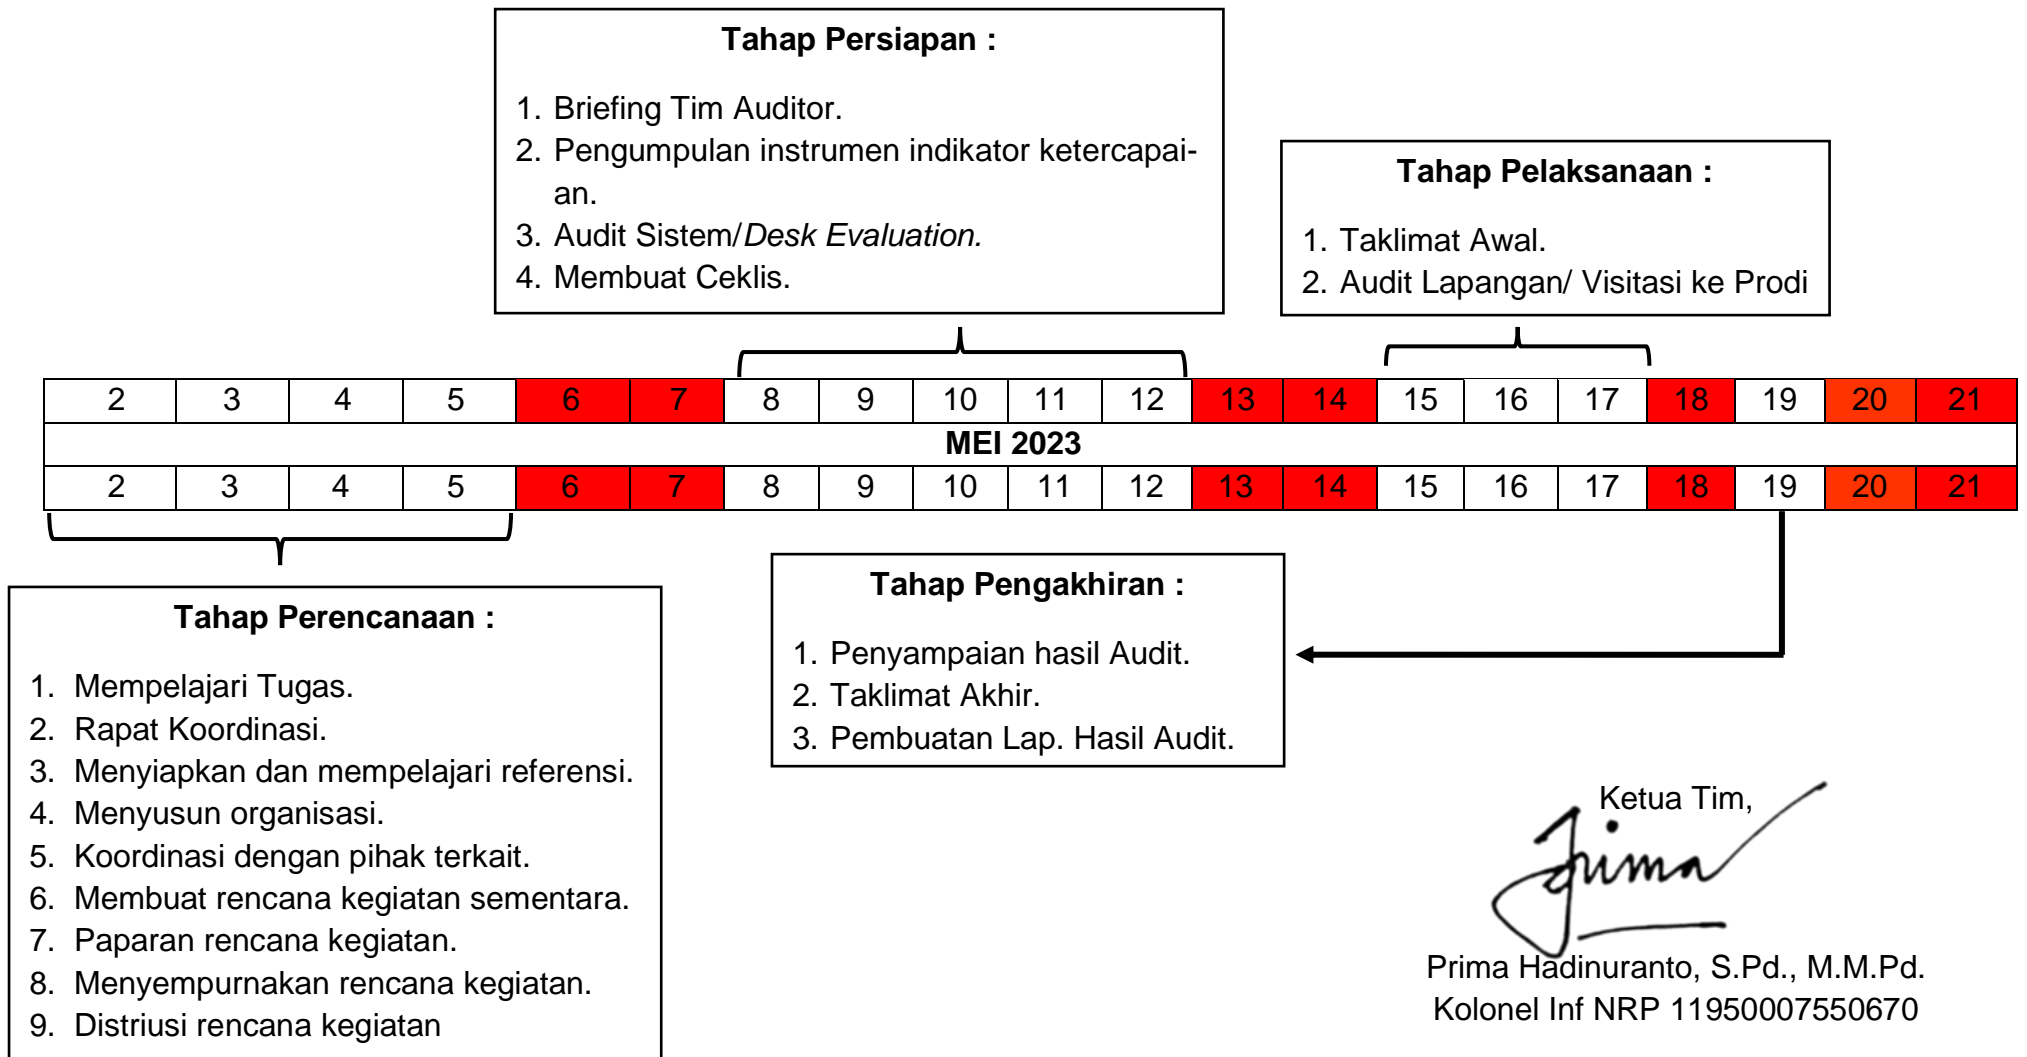 Tahap Persiapan :
1. Briefing Tim Auditor.
2. Pengumpulan instrumen indikator ketercapai-
an.
3. Audit Sistem/Desk Evaluation.
4. Membuat Ceklis.
Tahap Pelaksanaan :
1. Taklimat Awal.
2. Audit Lapangan/ Visitasi ke Prodi
2 3 4 5 6 7 8 9 10 11 12 13 14 15 16 17 18 19 20 21
MEI 2023
2 3 4 5 6 7 8 9 10 11 12 13 14 15 16 17 18 19 20 21
Tahap Perencanaan :
1. Mempelajari Tugas.
2. Rapat Koordinasi.
3. Menyiapkan dan mempelajari referensi.
4. Menyusun organisasi.
5. Koordinasi dengan pihak terkait.
6. Membuat rencana kegiatan sementara.
7. Paparan rencana kegiatan.
8. Menyempurnakan rencana kegiatan.
9. Distriusi rencana kegiatan
Tahap Pengakhiran :
1. Penyampaian hasil Audit.
2. Taklimat Akhir.
3. Pembuatan Lap. Hasil Audit.
Ketua Tim,
Prima
Prima Hadinuranto, S.Pd., M.M.Pd.
Kolonel Inf NRP 11950007550670